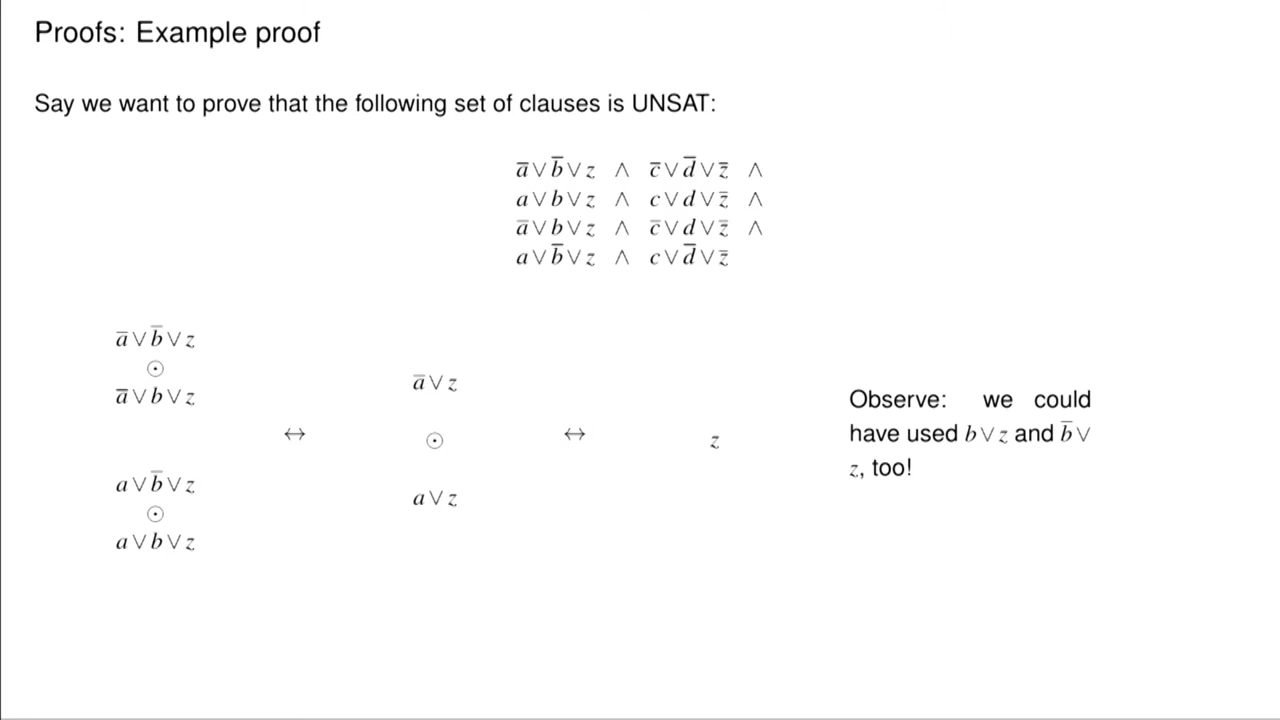 Proofs: Example proof
Say we want to prove that the following set of clauses is UNSAT:
a̅ ∨ b̅ ∨ z ∧ c̅ ∨ d̅ ∨ z̅ ∧
a ∨ b ∨ z ∧ c ∨ d ∨ z̅ ∧
a̅ ∨ b ∨ z ∧ c̅ ∨ d ∨ z̅ ∧
a ∨ b̅ ∨ z ∧ c ∨ d̅ ∨ z̅
a̅ ∨ b̅ ∨ z
⊙
a̅ ∨ b ∨ z
↔
a ∨ b̅ ∨ z
⊙
a ∨ b ∨ z
a̅ ∨ z
⊙
a ∨ z
↔
z
Observe: we could
have used b ∨ z and b̅ ∨
z, too!